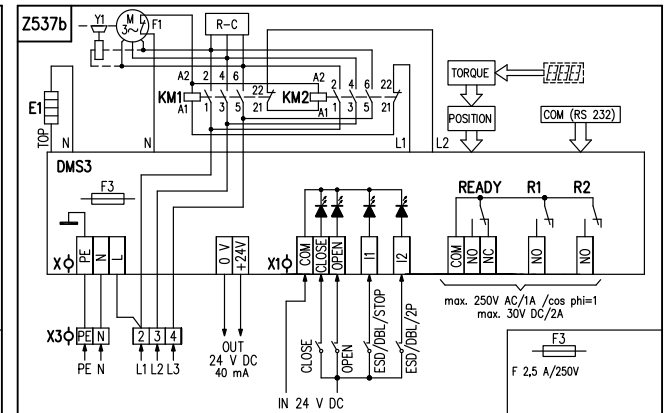 Z537b
Y1
M
3~
F1
R-C
A2 2 4 6
22
A2 2 4 6 22
KM1
KM2
A1 1 3 5 21
A1 1 3 5 21
E1
TOP
N
N
L1
L2
TORQUE
POSITION
COM (RS 232)
DMS3
F3
READY R1 R2
X
PE
N
L
0 V
+24V
X1
COM
CLOSE
OPEN
I1
I2
COM
NO
NC
NO
NO
max. 250V AC/1A /cos phi=1
max. 30V DC/2A
X3
PE N
2 3 4
PE N
L1 L2 L3
OUT
24 V DC
40 mA
CLOSE
OPEN
ESD/DBL/STOP
ESD/DBL/2P
IN 24 V DC
F3
F 2,5 A/250V